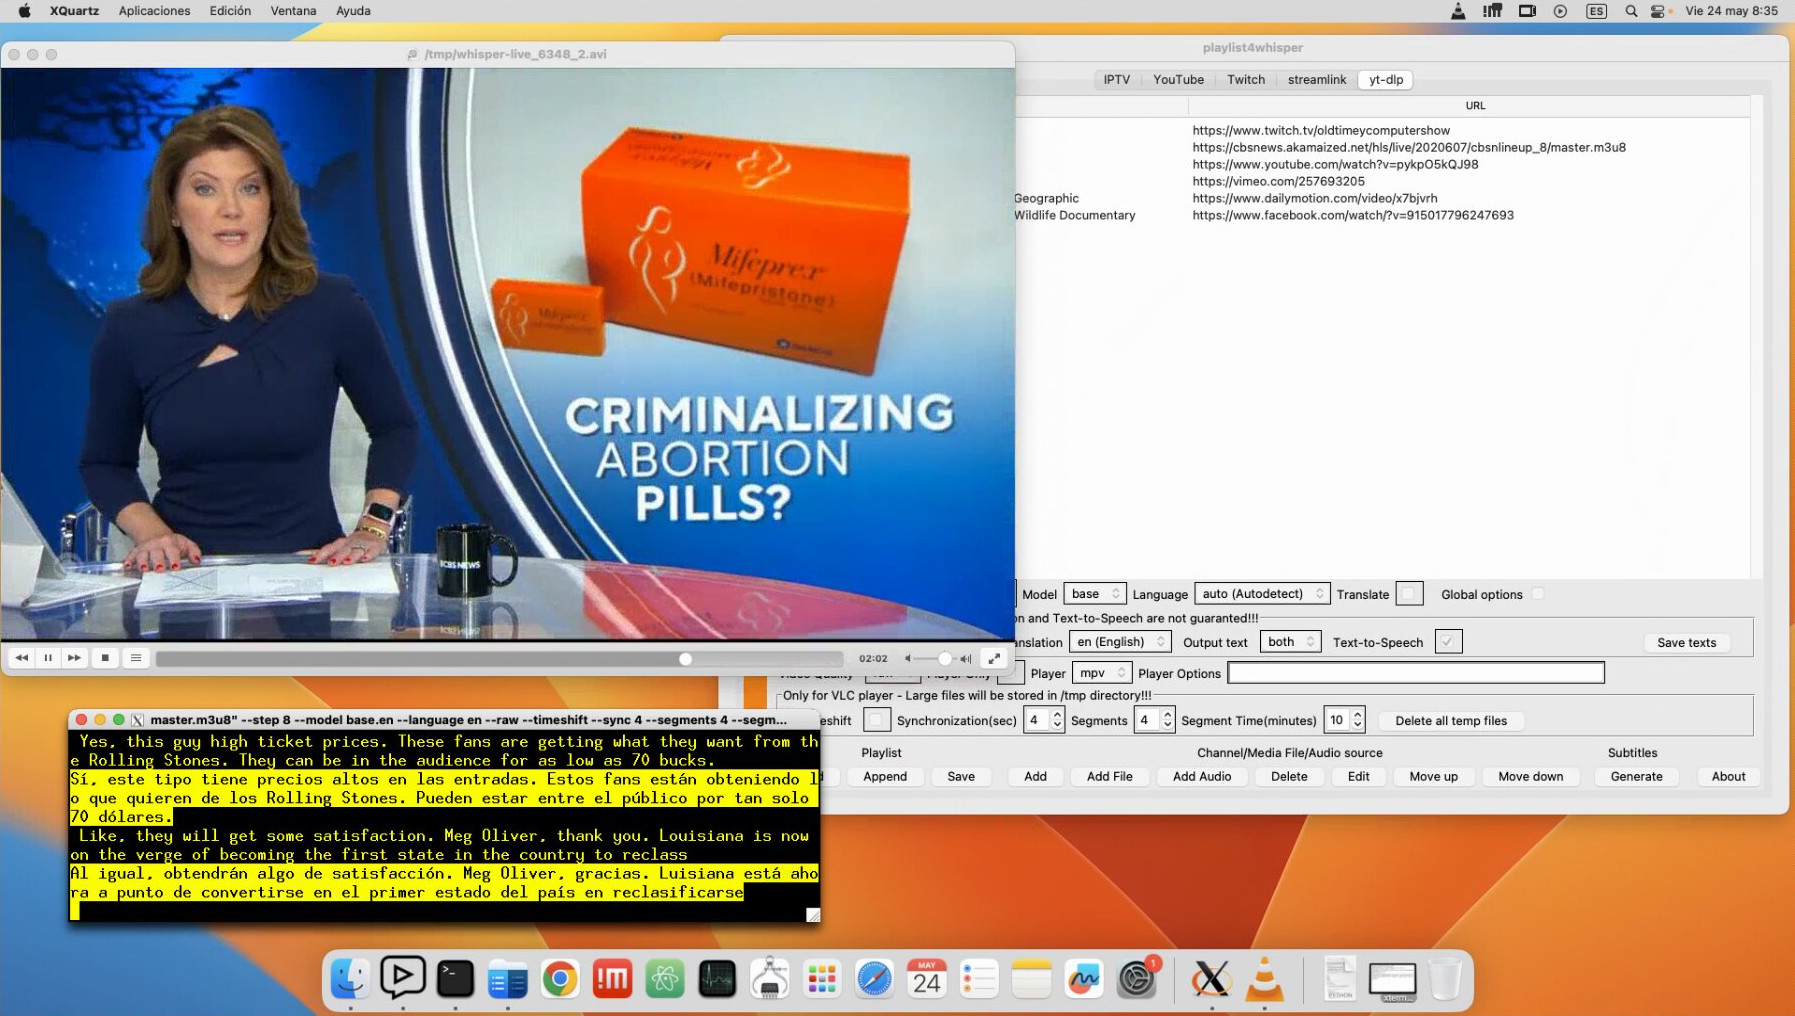 XQuartz Aplicaciones Edición Ventana Ayuda
ES
Vie 24 may 8:35
/tmp/whisper-live_6348_2.avi
playlist4whisper
IPTV YouTube Twitch streamlink yt-dlp
URL
https://www.twitch.tv/oldtimeycomputershow
https://cbsnews.akamaized.net/hls/live/2020607/cbsnlineup_8/master.m3u8
https://www.youtube.com/watch?v=pykpO5kQJ98
https://vimeo.com/257693205
Geographic https://www.dailymotion.com/video/x7bjvrh
Wildlife Documentary https://www.facebook.com/watch/?v=915017796247693
Mifeprex
Mifeprex
(Mifepristone)
Mifeprex
CRIMINALIZING
ABORTION
PILLS?
CBS NEWS
02:02
Model base Language auto (Autodetect) Translate Global options
on and Text-to-Speech are not guaranted!!!
anslation en (English) Output text both Text-to-Speech Save texts
Player mpv Player Options
Only for VLC player - Large files will be stored in /tmp directory!!!
eshift Synchronization(sec) 4 Segments 4 Segment Time(minutes) 10 Delete all temp files
Playlist Channel/Media File/Audio source Subtitles
d Append Save Add Add File Add Audio Delete Edit Move up Move down Generate About
master.m3u8" --step 8 --model base.en --language en --raw --timeshift --sync 4 --segments 4 --segm...
Yes, this guy high ticket prices. These fans are getting what they want from th
e Rolling Stones. They can be in the audience for as low as 70 bucks.
Sí, este tipo tiene precios altos en las entradas. Estos fans están obteniendo l
o que quieren de los Rolling Stones. Pueden estar entre el público por tan solo
70 dólares.
Like, they will get some satisfaction. Meg Oliver, thank you. Louisiana is now
on the verge of becoming the first state in the country to reclass
Al igual, obtendrán algo de satisfacción. Meg Oliver, gracias. Luisiana está aho
ra a punto de convertirse en el primer estado del país en reclasificarse
>_
!M
MAY
24
1
PYTHON
xterm...